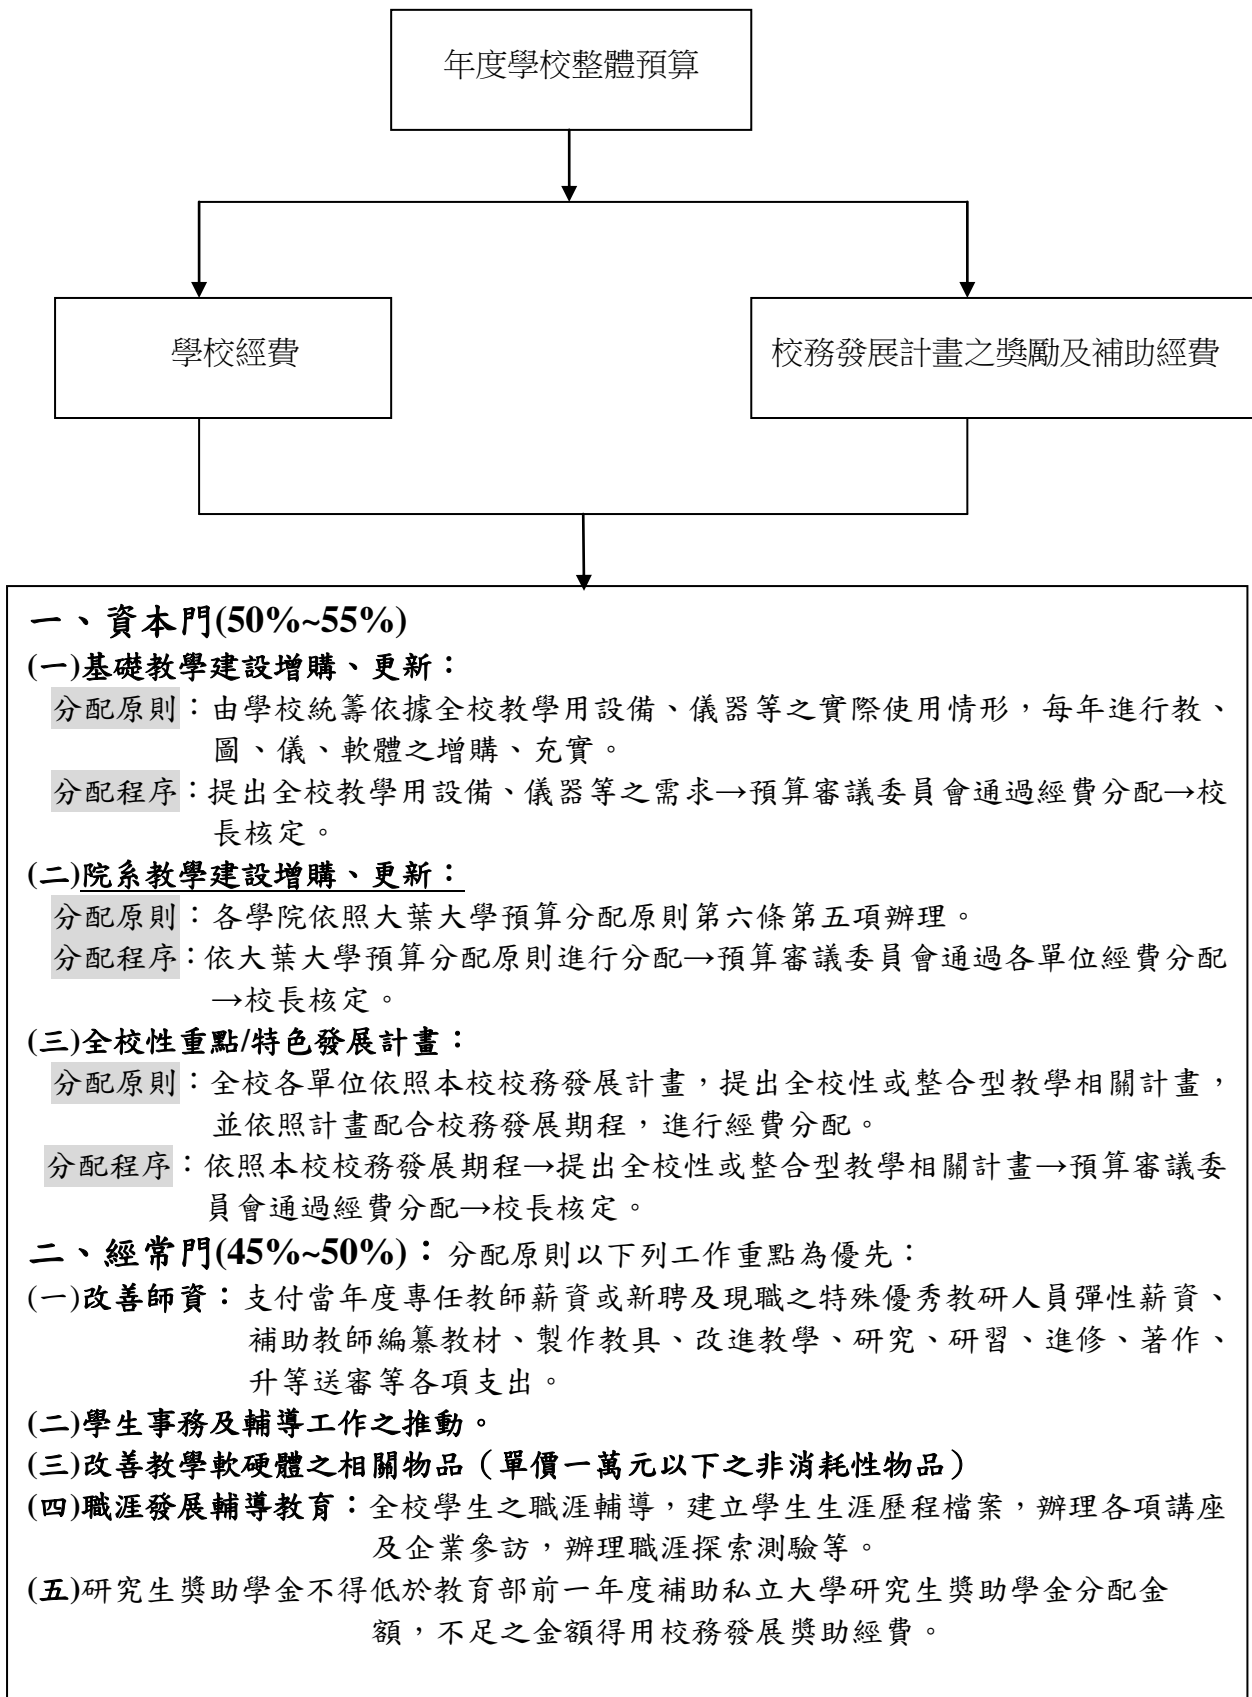 年度學校整體預算
學校經費
校務發展計畫之獎勵及補助經費
一、資本門(50%~55%)
(一)基礎教學建設增購、更新：
分配原則：由學校統籌依據全校教學用設備、儀器等之實際使用情形，每年進行教、
圖、儀、軟體之增購、充實。
分配程序：提出全校教學用設備、儀器等之需求→預算審議委員會通過經費分配→校
長核定。
(二)院系教學建設增購、更新：
分配原則：各學院依照大葉大學預算分配原則第六條第五項辦理。
分配程序：依大葉大學預算分配原則進行分配→預算審議委員會通過各單位經費分配
→校長核定。
(三)全校性重點/特色發展計畫：
分配原則：全校各單位依照本校校務發展計畫，提出全校性或整合型教學相關計畫，
並依照計畫配合校務發展期程，進行經費分配。
分配程序：依照本校校務發展期程→提出全校性或整合型教學相關計畫→預算審議委
員會通過經費分配→校長核定。
二、經常門(45%~50%)：分配原則以下列工作重點為優先：
(一)改善師資：支付當年度專任教師薪資或新聘及現職之特殊優秀教研人員彈性薪資、
補助教師編纂教材、製作教具、改進教學、研究、研習、進修、著作、
升等送審等各項支出。
(二)學生事務及輔導工作之推動。
(三)改善教學軟硬體之相關物品（單價一萬元以下之非消耗性物品）
(四)職涯發展輔導教育：全校學生之職涯輔導，建立學生生涯歷程檔案，辦理各項講座
及企業參訪，辦理職涯探索測驗等。
(五)研究生獎助學金不得低於教育部前一年度補助私立大學研究生獎助學金分配金
額，不足之金額得用校務發展獎助經費。